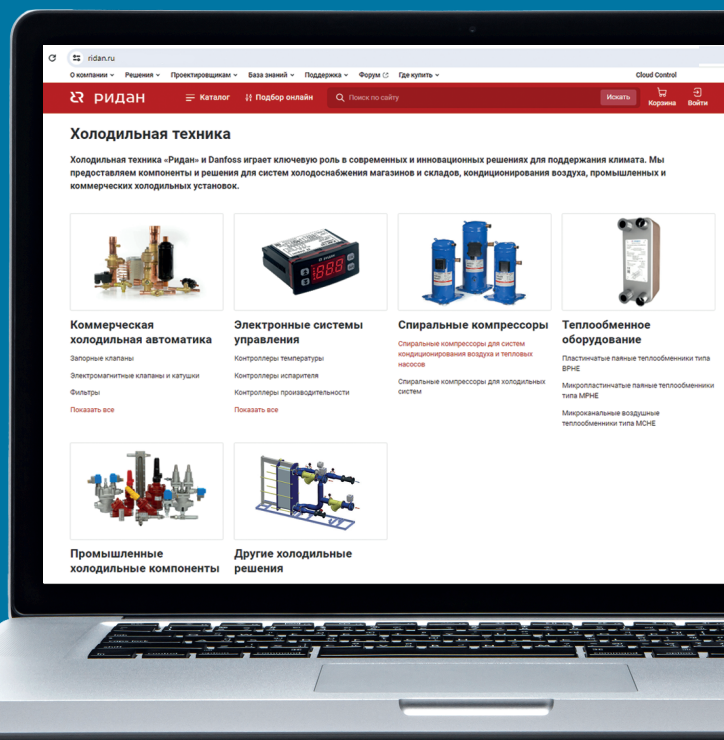 ridan.ru
О компании Решения Проектировщикам База знаний Поддержка Форум Где купить Cloud Control
ридан Каталог Подбор онлайн Поиск по сайту Искать Корзина Войти
Холодильная техника
Холодильная техника «Ридан» и Danfoss играет ключевую роль в современных и инновационных решениях для поддержания климата. Мы
предоставляем компоненты и решения для систем холодоснабжения магазинов и складов, кондиционирования воздуха, промышленных и
коммерческих холодильных установок.
Коммерческая
холодильная автоматика
Запорные клапаны
Электромагнитные клапаны и катушки
Фильтры
Показать все
Электронные системы
управления
Контроллеры температуры
Контроллеры испарителя
Контроллеры производительности
Показать все
Спиральные компрессоры
Спиральные компрессоры для систем
кондиционирования воздуха и тепловых
насосов
Спиральные компрессоры для холодильных
систем
Теплообменное
оборудование
Пластинчатые паяные теплообменники типа
BPHE
Микропластинчатые паяные теплообменники
типа MPHE
Микроканальные воздушные
теплообменники типа MCHE
Промышленные
холодильные компоненты
Другие холодильные
решения